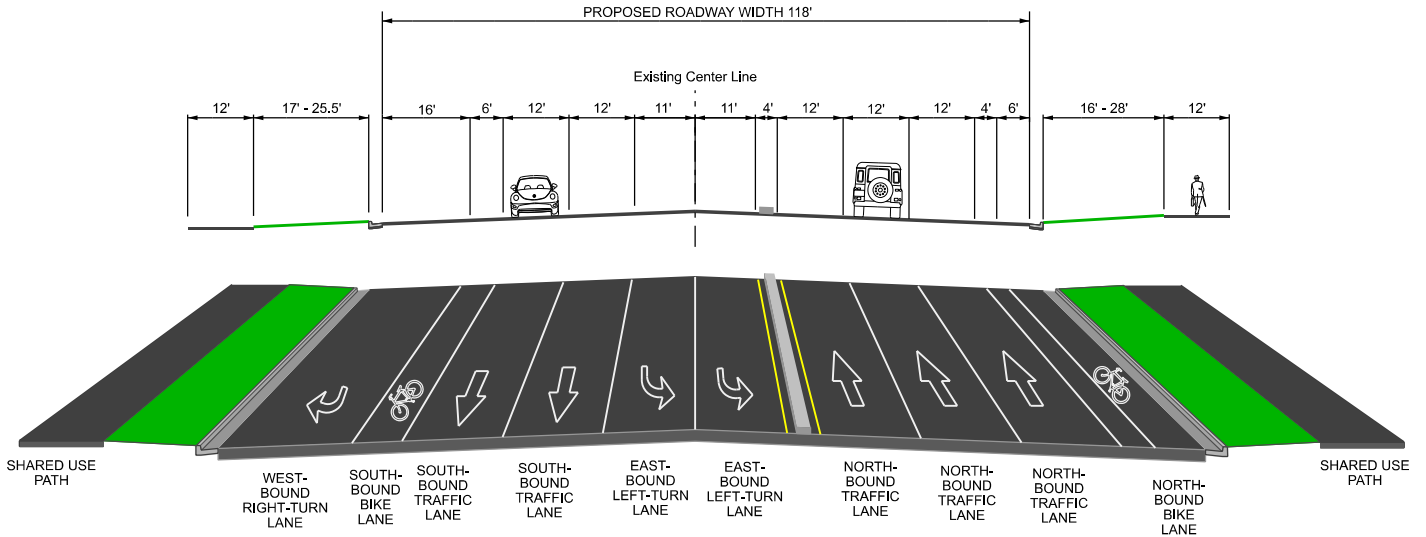 PROPOSED ROADWAY WIDTH 118'
Existing Center Line
12' 17' - 25.5' 16' 6' 12' 12' 11' 11' 4' 12' 12' 12' 4' 6' 16' - 28' 12'
SHARED USE
PATH
WEST-
BOUND
RIGHT-TURN
LANE
SOUTH-
BOUND
BIKE
LANE
SOUTH-
BOUND
TRAFFIC
LANE
SOUTH-
BOUND
TRAFFIC
LANE
EAST-
BOUND
LEFT-TURN
LANE
EAST-
BOUND
LEFT-TURN
LANE
NORTH-
BOUND
TRAFFIC
LANE
NORTH-
BOUND
TRAFFIC
LANE
NORTH-
BOUND
TRAFFIC
LANE
NORTH-
BOUND
BIKE
LANE
SHARED USE
PATH